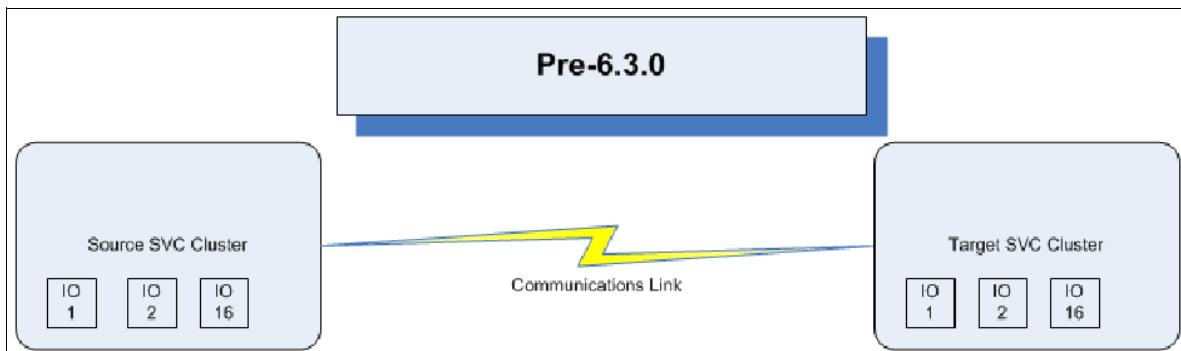 Pre-6.3.0
Source SVC Cluster
IO
1
IO
2
IO
16
Communications Link
Target SVC Cluster
IO
1
IO
2
IO
16